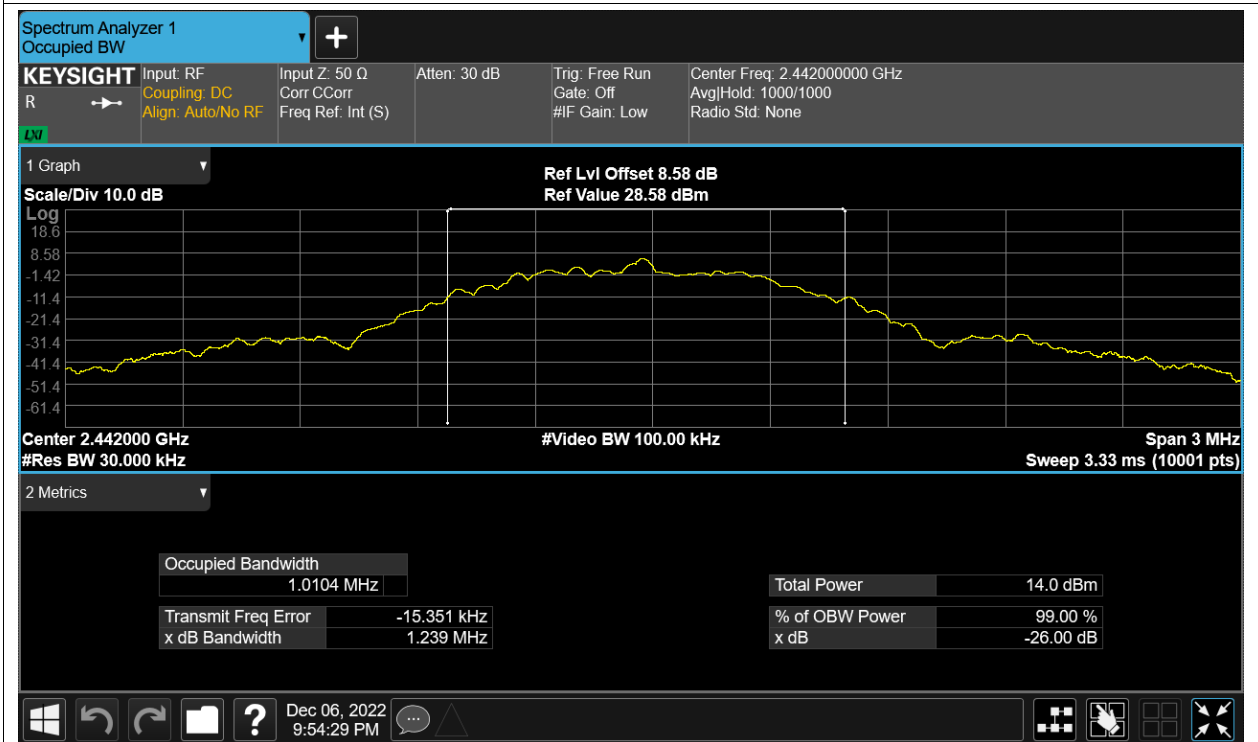 Spectrum Analyzer 1
Occupied BW
KEYSIGHT
R
LXI
Input: RF
Coupling: DC
Align: Auto/No RF
Input Z: 50 Ω
Corr CCorr
Freq Ref: Int (S)
Atten: 30 dB
Trig: Free Run
Gate: Off
#IF Gain: Low
Center Freq: 2.442000000 GHz
Avg|Hold: 1000/1000
Radio Std: None
1 Graph
Scale/Div 10.0 dB
Ref Lvl Offset 8.58 dB
Ref Value 28.58 dBm
Log
18.6
8.58
-1.42
-11.4
-21.4
-31.4
-41.4
-51.4
-61.4
Center 2.442000 GHz
#Res BW 30.000 kHz
#Video BW 100.00 kHz
Span 3 MHz
Sweep 3.33 ms (10001 pts)
2 Metrics
Occupied Bandwidth
1.0104 MHz
Transmit Freq Error -15.351 kHz
x dB Bandwidth 1.239 MHz
Total Power 14.0 dBm
% of OBW Power 99.00 %
x dB -26.00 dB
?
Dec 06, 2022
9:54:29 PM